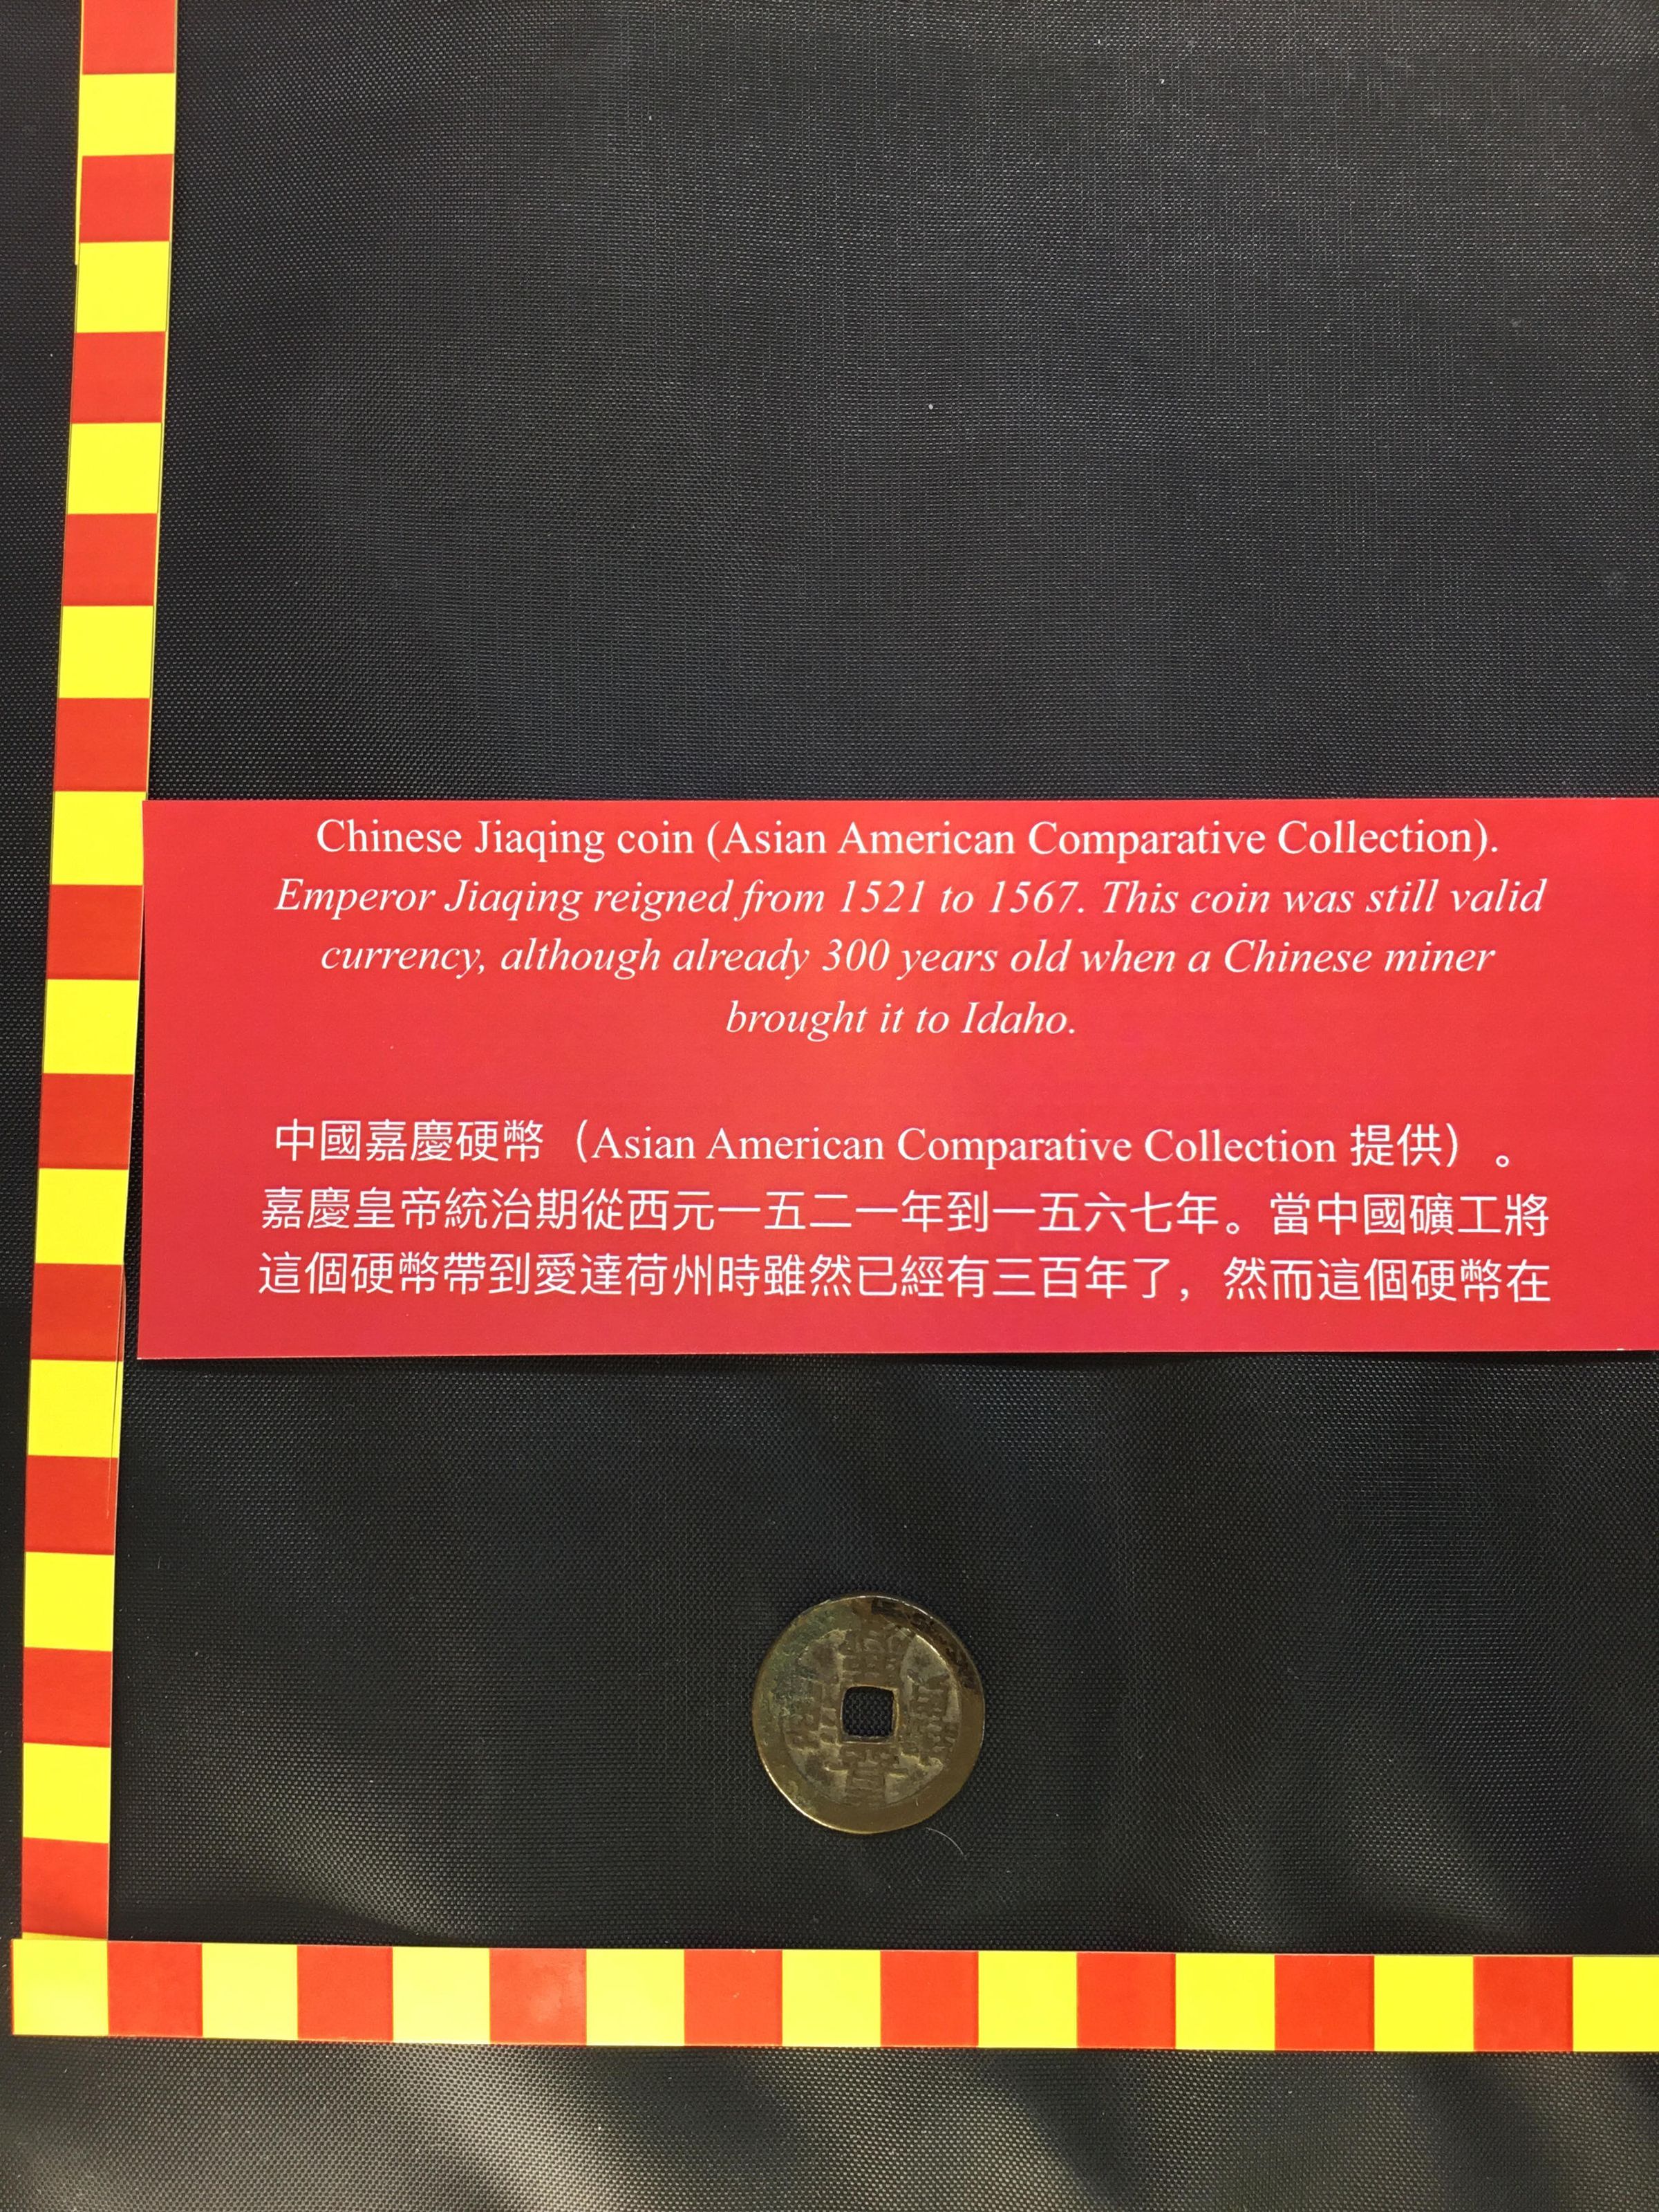 Chinese Jiaqing coin (Asian American Comparative Collection).
Emperor Jiaqing reigned from 1521 to 1567. This coin was still valid
currency, although already 300 years old when a Chinese miner
brought it to Idaho.
中國嘉慶硬幣（Asian American Comparative Collection 提供）。
嘉慶皇帝統治期從西元一五二一年到一五六七年。當中國礦工將
這個硬幣帶到愛達荷州時雖然已經有三百年了，然而這個硬幣在